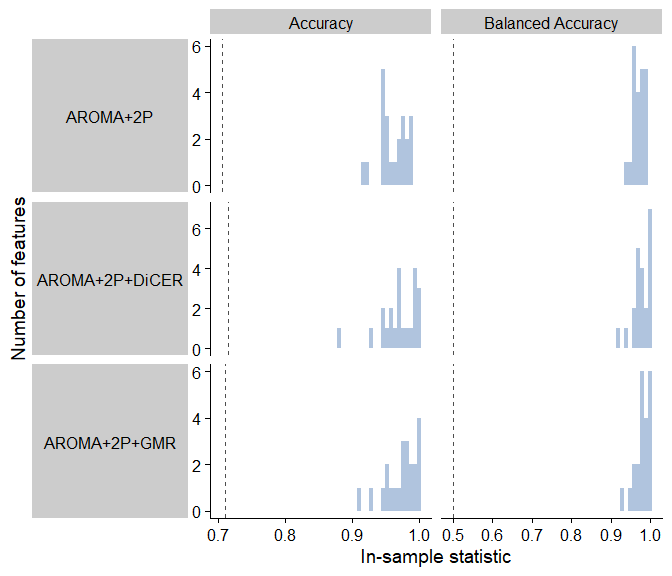 Accuracy
Balanced Accuracy
Number of features
AROMA+2P
6
4
2
0
AROMA+2P+DiCER
6
4
2
0
AROMA+2P+GMR
6
4
2
0
0.7 0.8 0.9 1.0
0.5 0.6 0.7 0.8 0.9 1.0
In-sample statistic